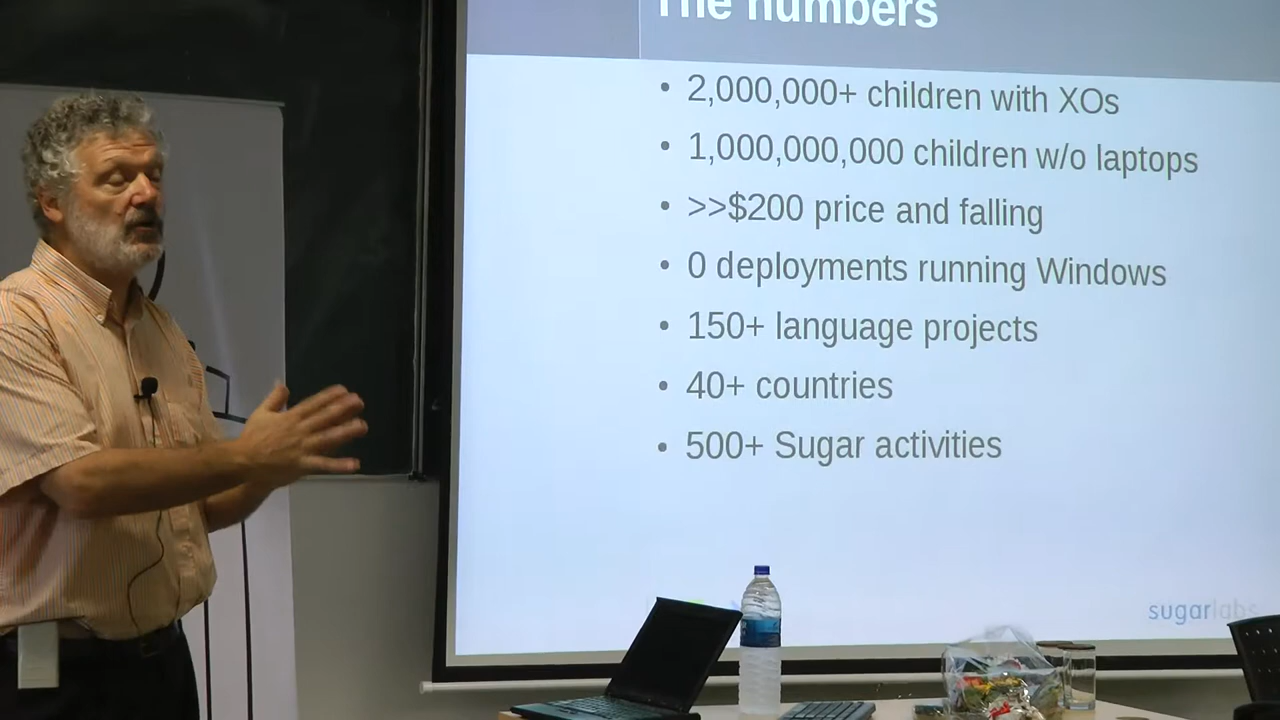 The numbers
• 2,000,000+ children with XOs
• 1,000,000,000 children w/o laptops
• >>$200 price and falling
• 0 deployments running Windows
• 150+ language projects
• 40+ countries
• 500+ Sugar activities
sugarlabs